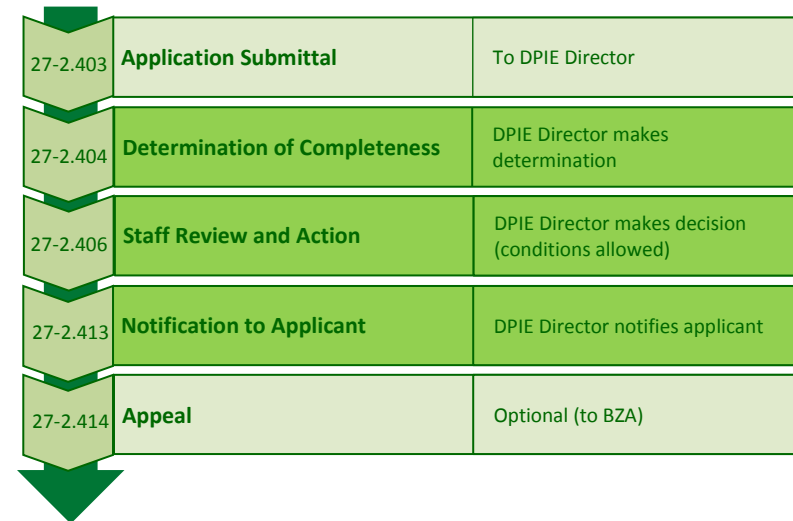 27-2.403
Application Submittal
To DPIE Director
27-2.404
Determination of Completeness
DPIE Director makes
determination
27-2.406
Staff Review and Action
DPIE Director makes decision
(conditions allowed)
27-2.413
Notification to Applicant
DPIE Director notifies applicant
27-2.414
Appeal
Optional (to BZA)